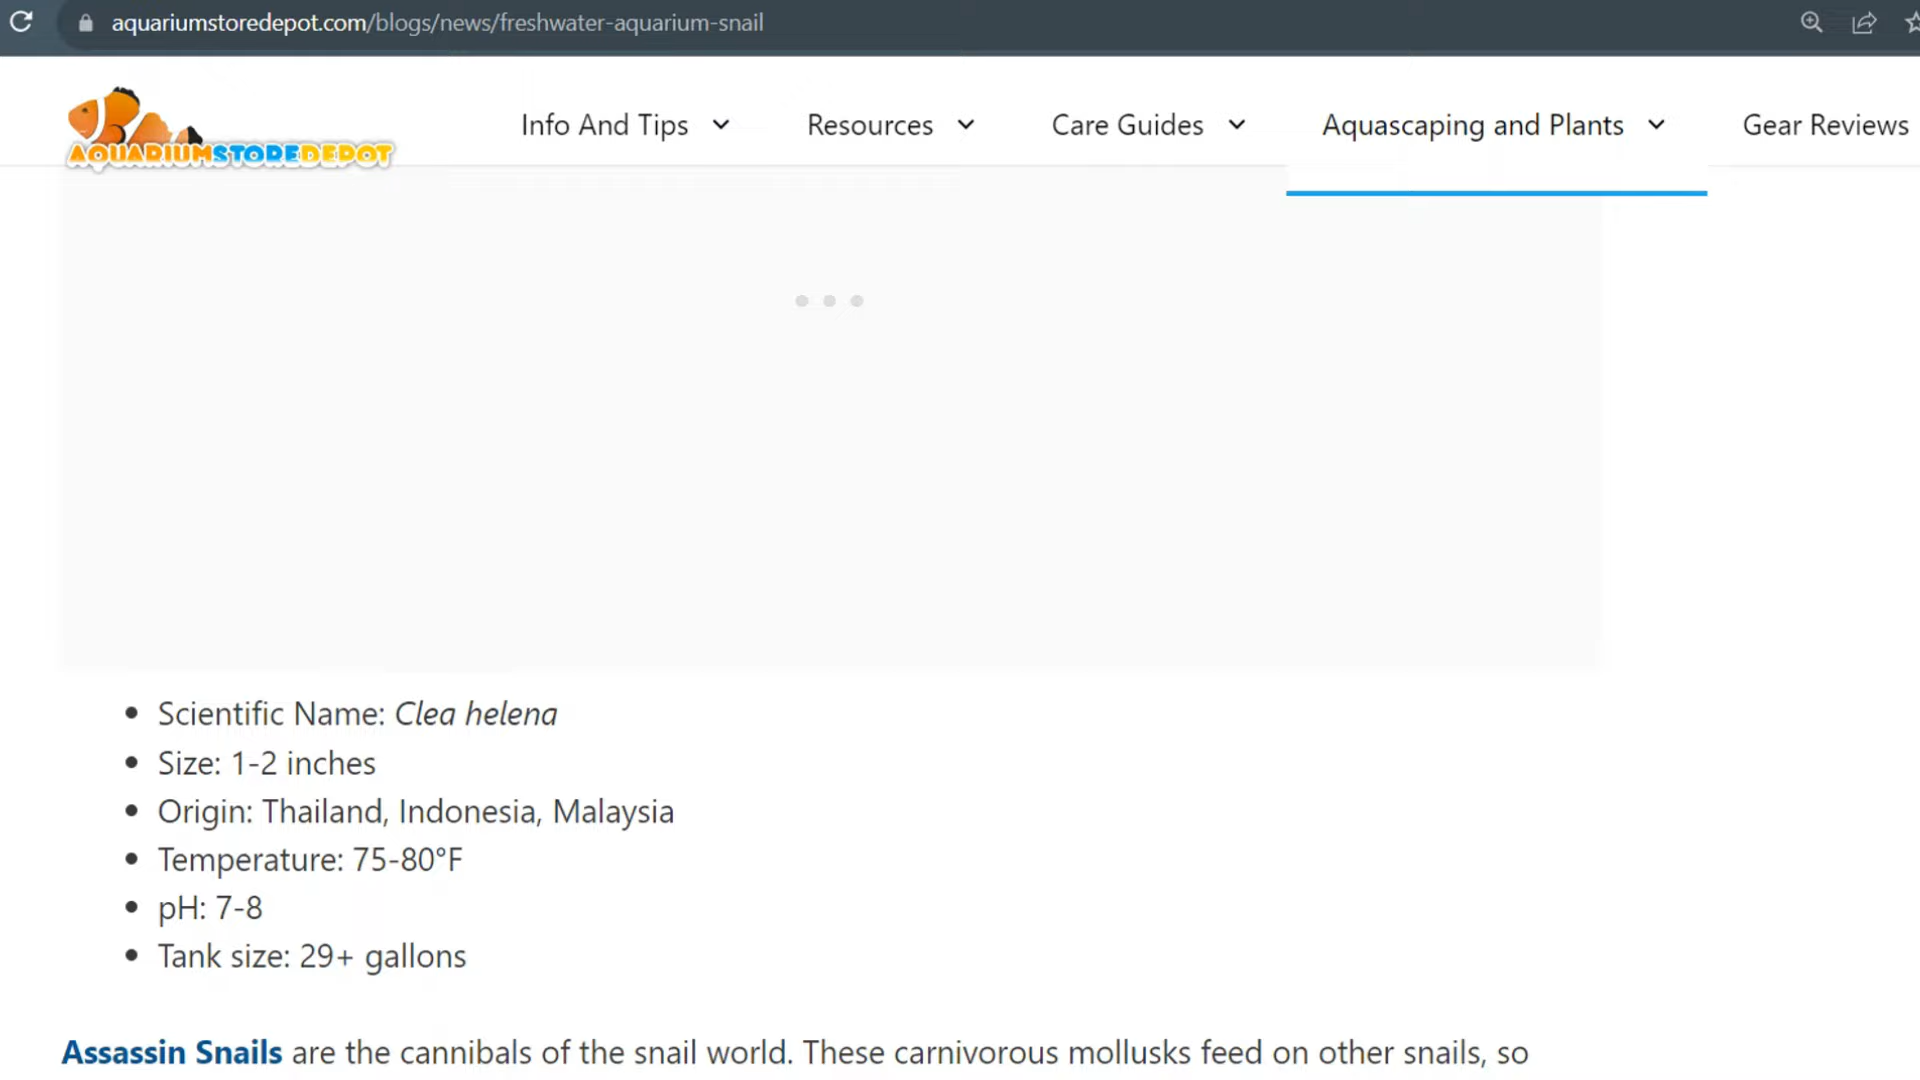 aquariumstoredepot.com/blogs/news/freshwater-aquarium-snail
AQUARIUMSTOREDEPOT
Info And Tips
Resources
Care Guides
Aquascaping and Plants
Gear Reviews
• Scientific Name: Clea helena
• Size: 1-2 inches
• Origin: Thailand, Indonesia, Malaysia
• Temperature: 75-80°F
• pH: 7-8
• Tank size: 29+ gallons
Assassin Snails are the cannibals of the snail world. These carnivorous mollusks feed on other snails, so